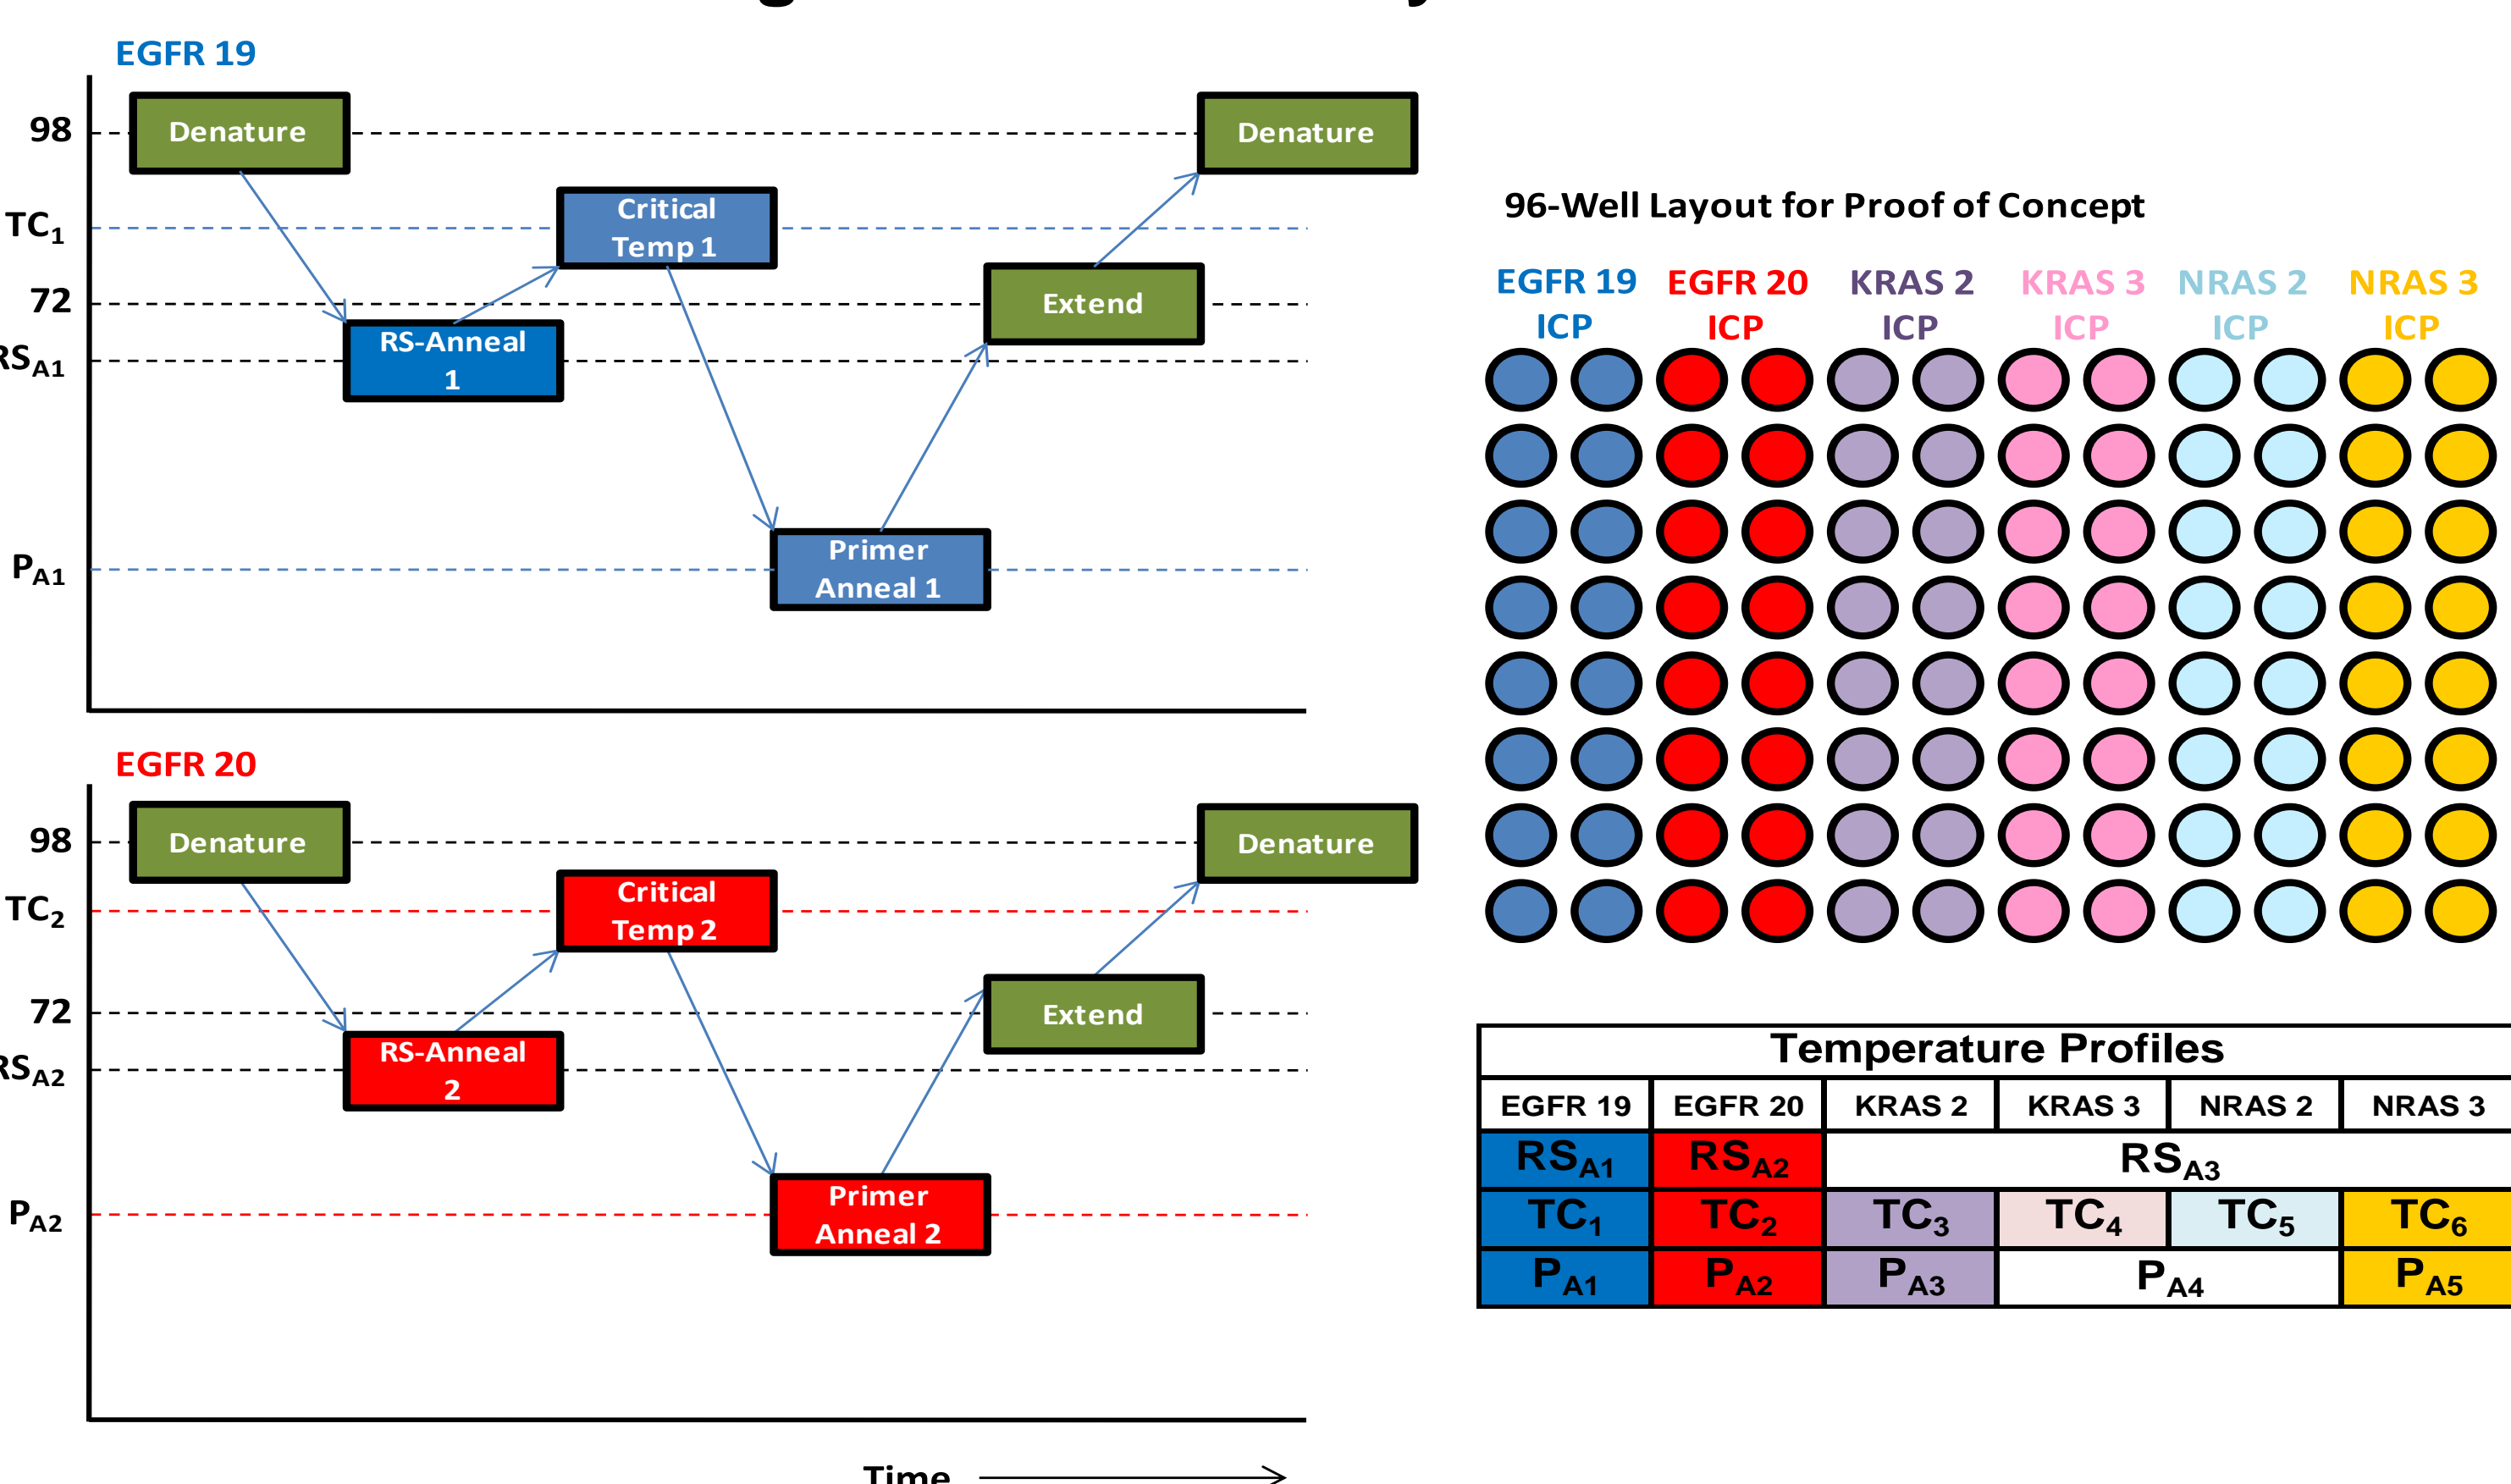 EGFR 19
98
Denature
Denature
TC1
Critical
Temp 1
72
Extend
RSA1
RS-Anneal
1
PA1
Primer
Anneal 1
EGFR 20
98
Denature
Denature
TC2
Critical
Temp 2
72
Extend
RSA2
RS-Anneal
2
PA2
Primer
Anneal 2
Time
96-Well Layout for Proof of Concept
EGFR 19 EGFR 20 KRAS 2 KRAS 3 NRAS 2 NRAS 3
ICP ICP ICP ICP ICP ICP
Temperature Profiles
EGFR 19 EGFR 20 KRAS 2 KRAS 3 NRAS 2 NRAS 3
RSA1 RSA2 RSA3
TC1 TC2 TC3 TC4 TC5 TC6
PA1 PA2 PA3 PA4 PA5